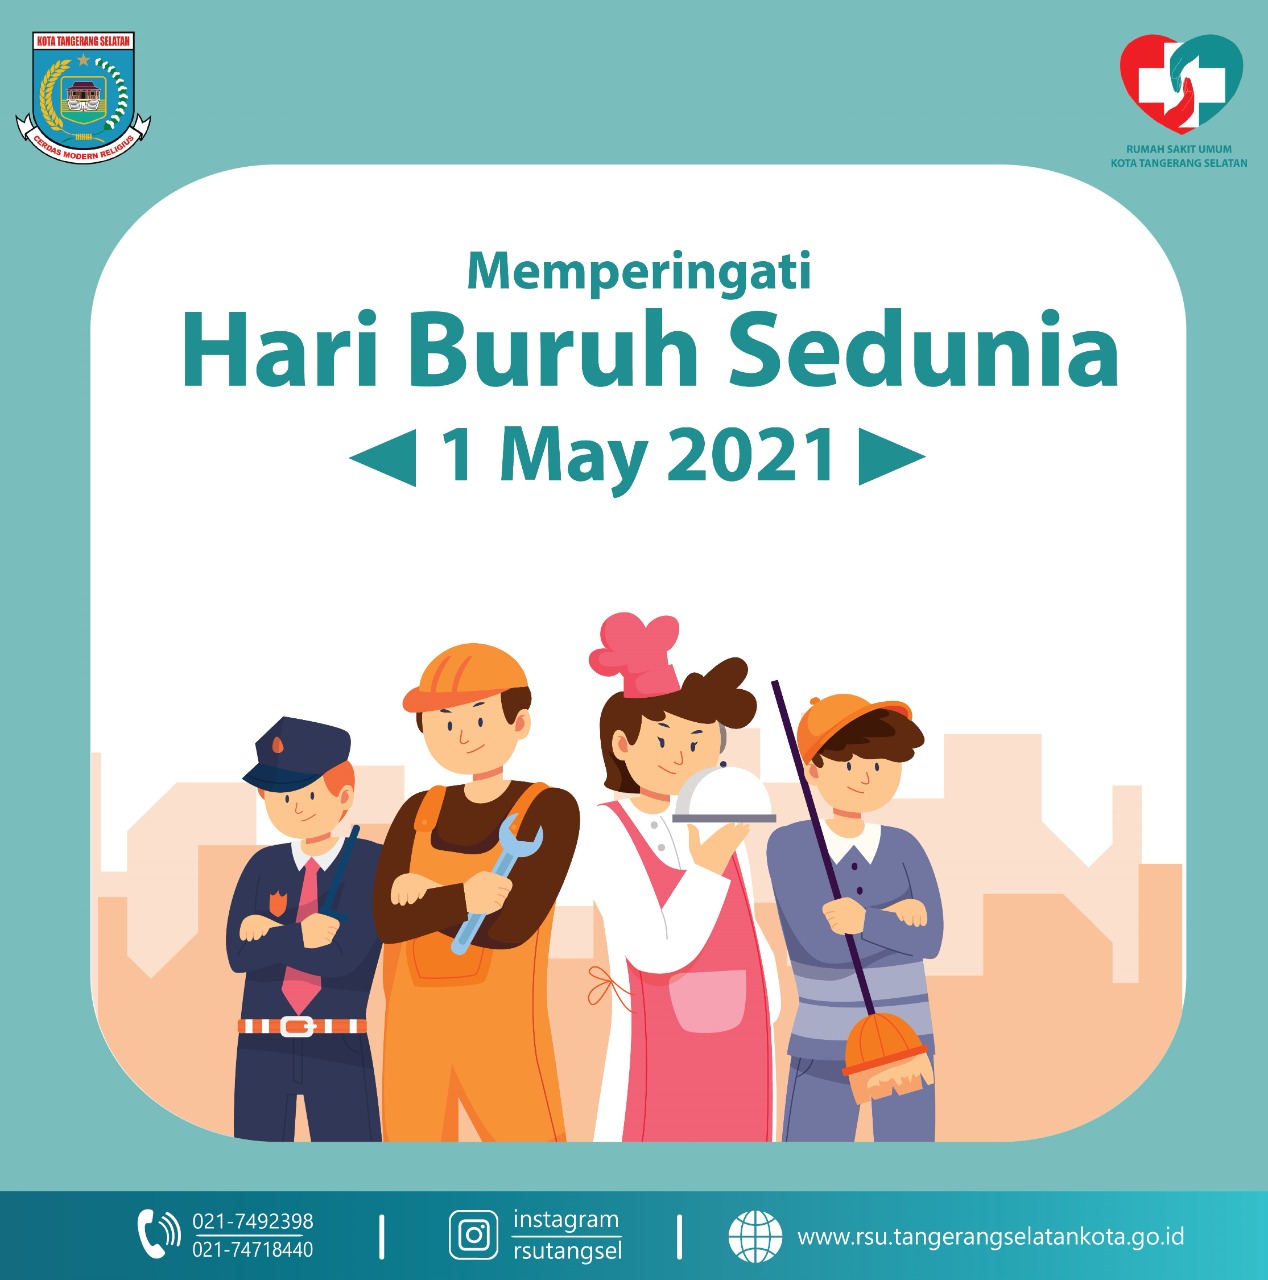 KOTA TANGERANG SELATAN
CERDAS MODERN RELIGIUS
RUMAH SAKIT UMUM
KOTA TANGERANG SELATAN
Memperingati
Hari Buruh Sedunia
1 May 2021
021-7492398
021-74718440
instagram
rsutangsel
www.rsu.tangerangselatankota.go.id